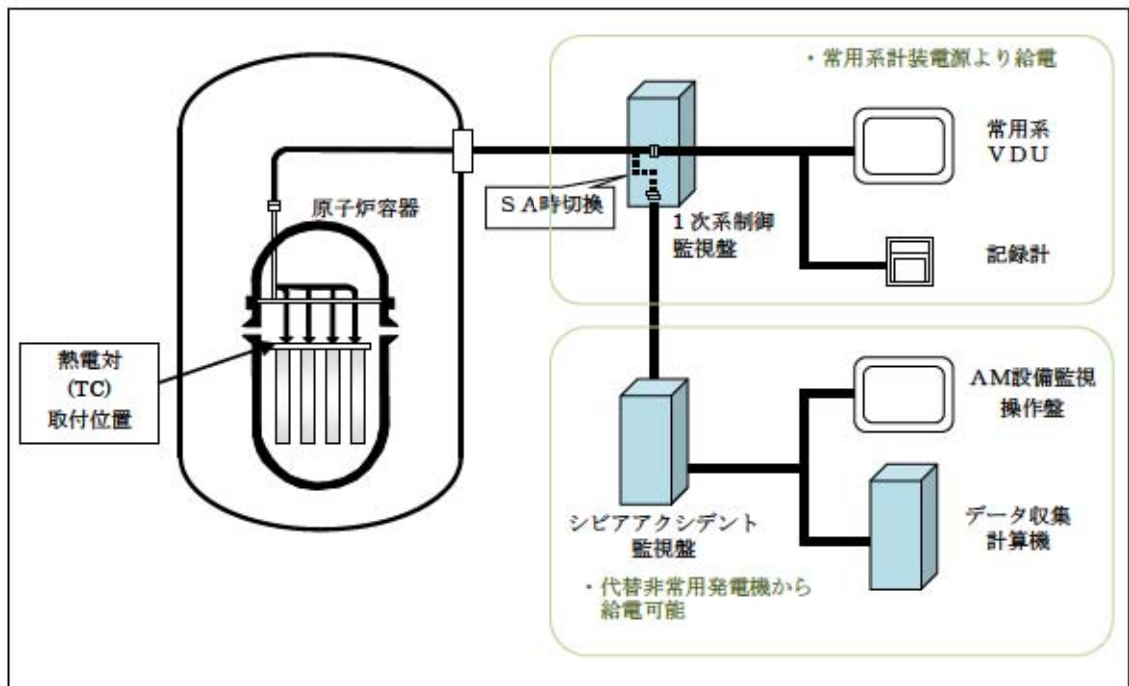 ・常用系計装電源より給電
常用系
VDU
SA時切換
1次系制御
監視盤
記録計
原子炉容器
熱電対
(TC)
取付位置
AM設備監視
操作盤
シビアアクシデント
監視盤
データ収集
計算機
・代替非常用発電機から
給電可能